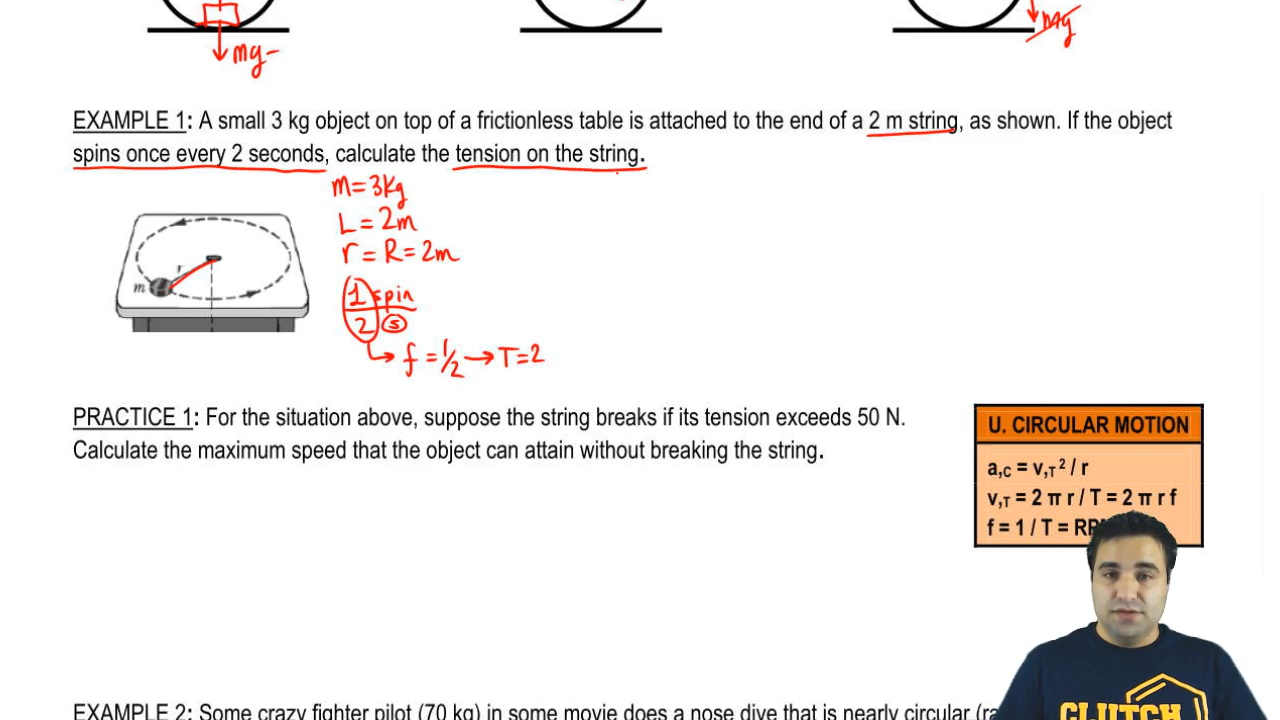 mg
mg
EXAMPLE 1: A small 3 kg object on top of a frictionless table is attached to the end of a 2 m string, as shown. If the object
spins once every 2 seconds, calculate the tension on the string.
m=3kg
L=2m
r=R=2m
r
m
1 spin
2 s
f=1/2→T=2
PRACTICE 1: For the situation above, suppose the string breaks if its tension exceeds 50 N.
Calculate the maximum speed that the object can attain without breaking the string.
U. CIRCULAR MOTION
a,C = v,T² / r
v,T = 2 π r / T = 2 π r f
f = 1 / T =
EXAMPLE 2: Some crazy fighter pilot (70 kg) in some movie does a nose dive that is nearly circular
CLUTCH